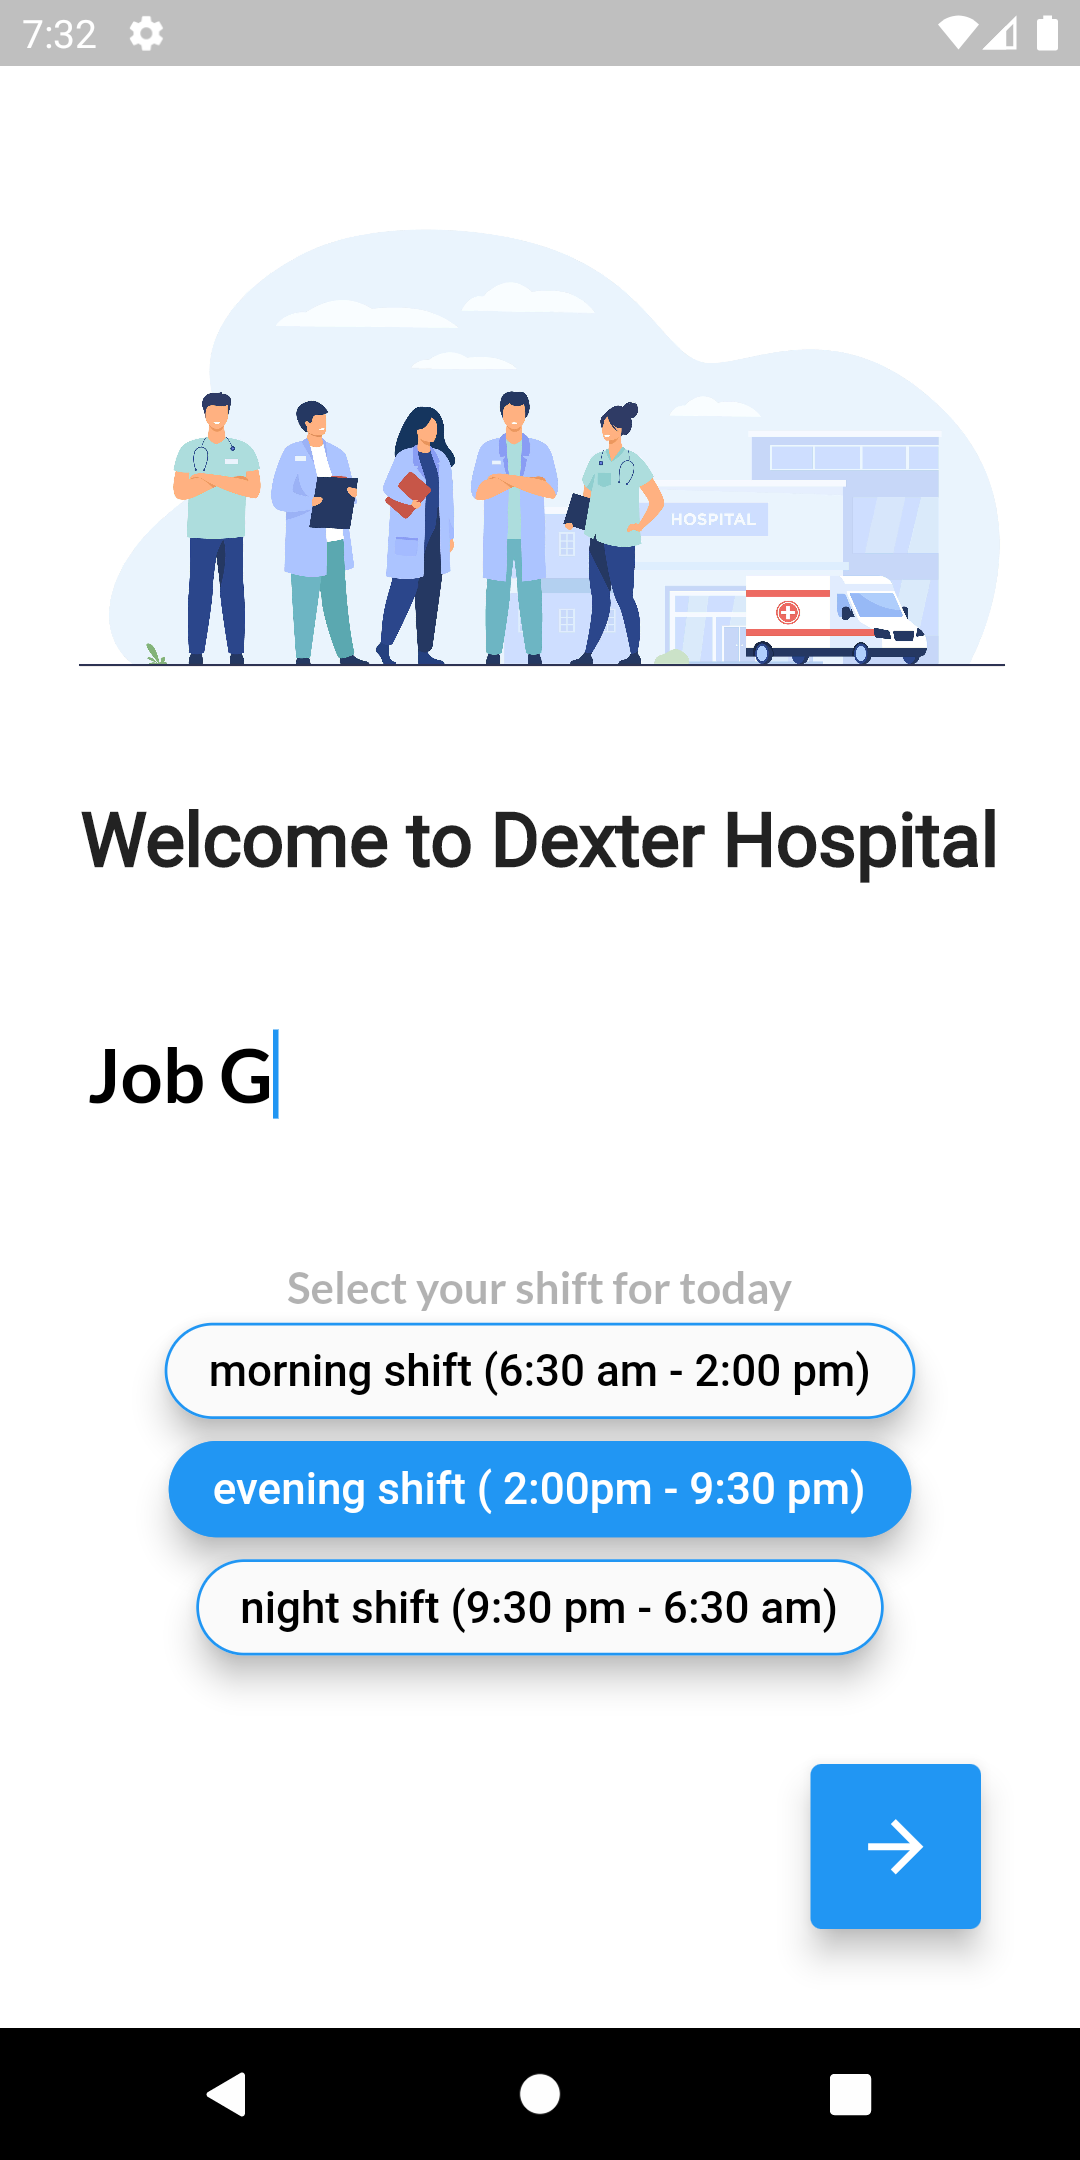 7:32
HOSPITAL
Welcome to Dexter Hospital
Job G
Select your shift for today
morning shift (6:30 am - 2:00 pm)
evening shift ( 2:00pm - 9:30 pm)
night shift (9:30 pm - 6:30 am)